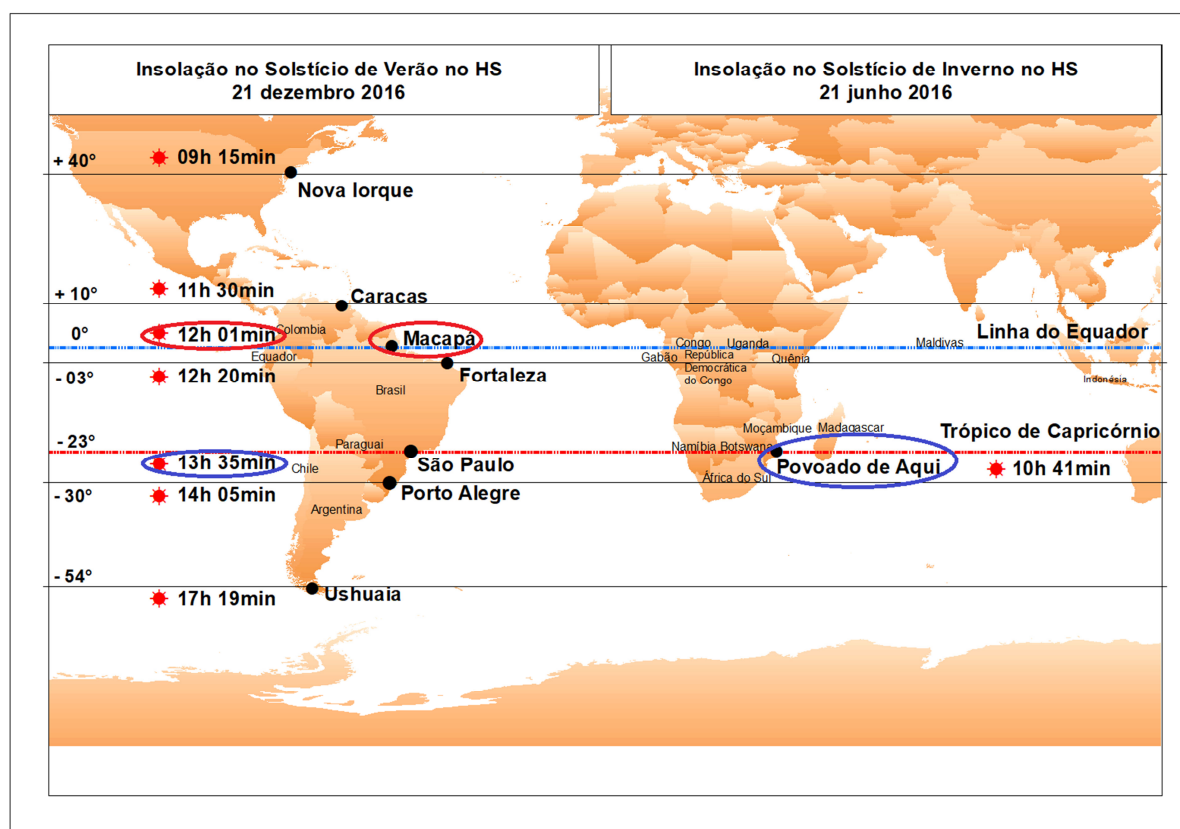 Insolação no Solstício de Verão no HS
21 dezembro 2016
Insolação no Solstício de Inverno no HS
21 junho 2016
+ 40°
09h 15min
Nova Iorque
+ 10°
11h 30min
Caracas
Colombia
0°
12h 01min
Macapá
Linha do Equador
Congo
Uganda
Maldivas
Equador
Gabão
República
Democrática
do Congo
Quênia
- 03°
12h 20min
Fortaleza
Brasil
Indonésia
Moçambique
Madagascar
- 23°
Paraguai
Namíbia
Botswana
Trópico de Capricórnio
13h 35min
Chile
São Paulo
Povoado de Aqui
10h 41min
África do Sul
- 30°
14h 05min
Porto Alegre
Argentina
- 54°
17h 19min
Ushuaia